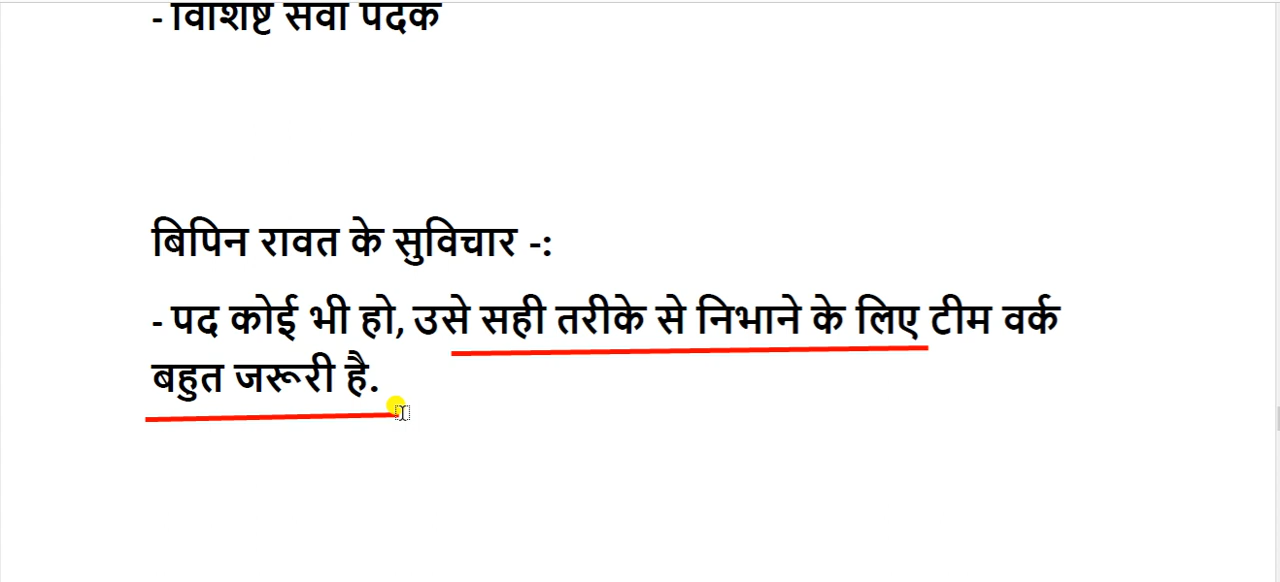 - विशिष्ट सेवा पदक
बिपिन रावत के सुविचार -:
- पद कोई भी हो, उसे सही तरीके से निभाने के लिए टीम वर्क
बहुत जरूरी है.